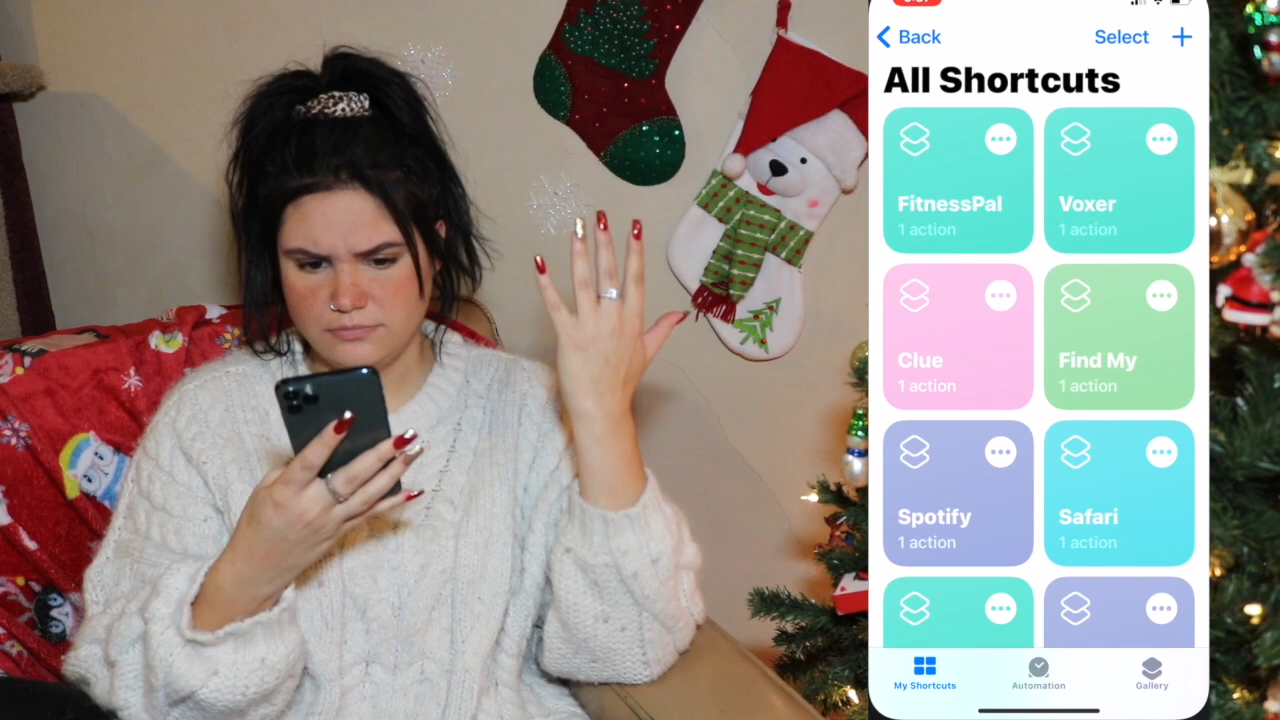 Back
Select
All Shortcuts
FitnessPal
1 action
Voxer
1 action
Clue
1 action
Find My
1 action
Spotify
1 action
Safari
1 action
My Shortcuts
Automation
Gallery